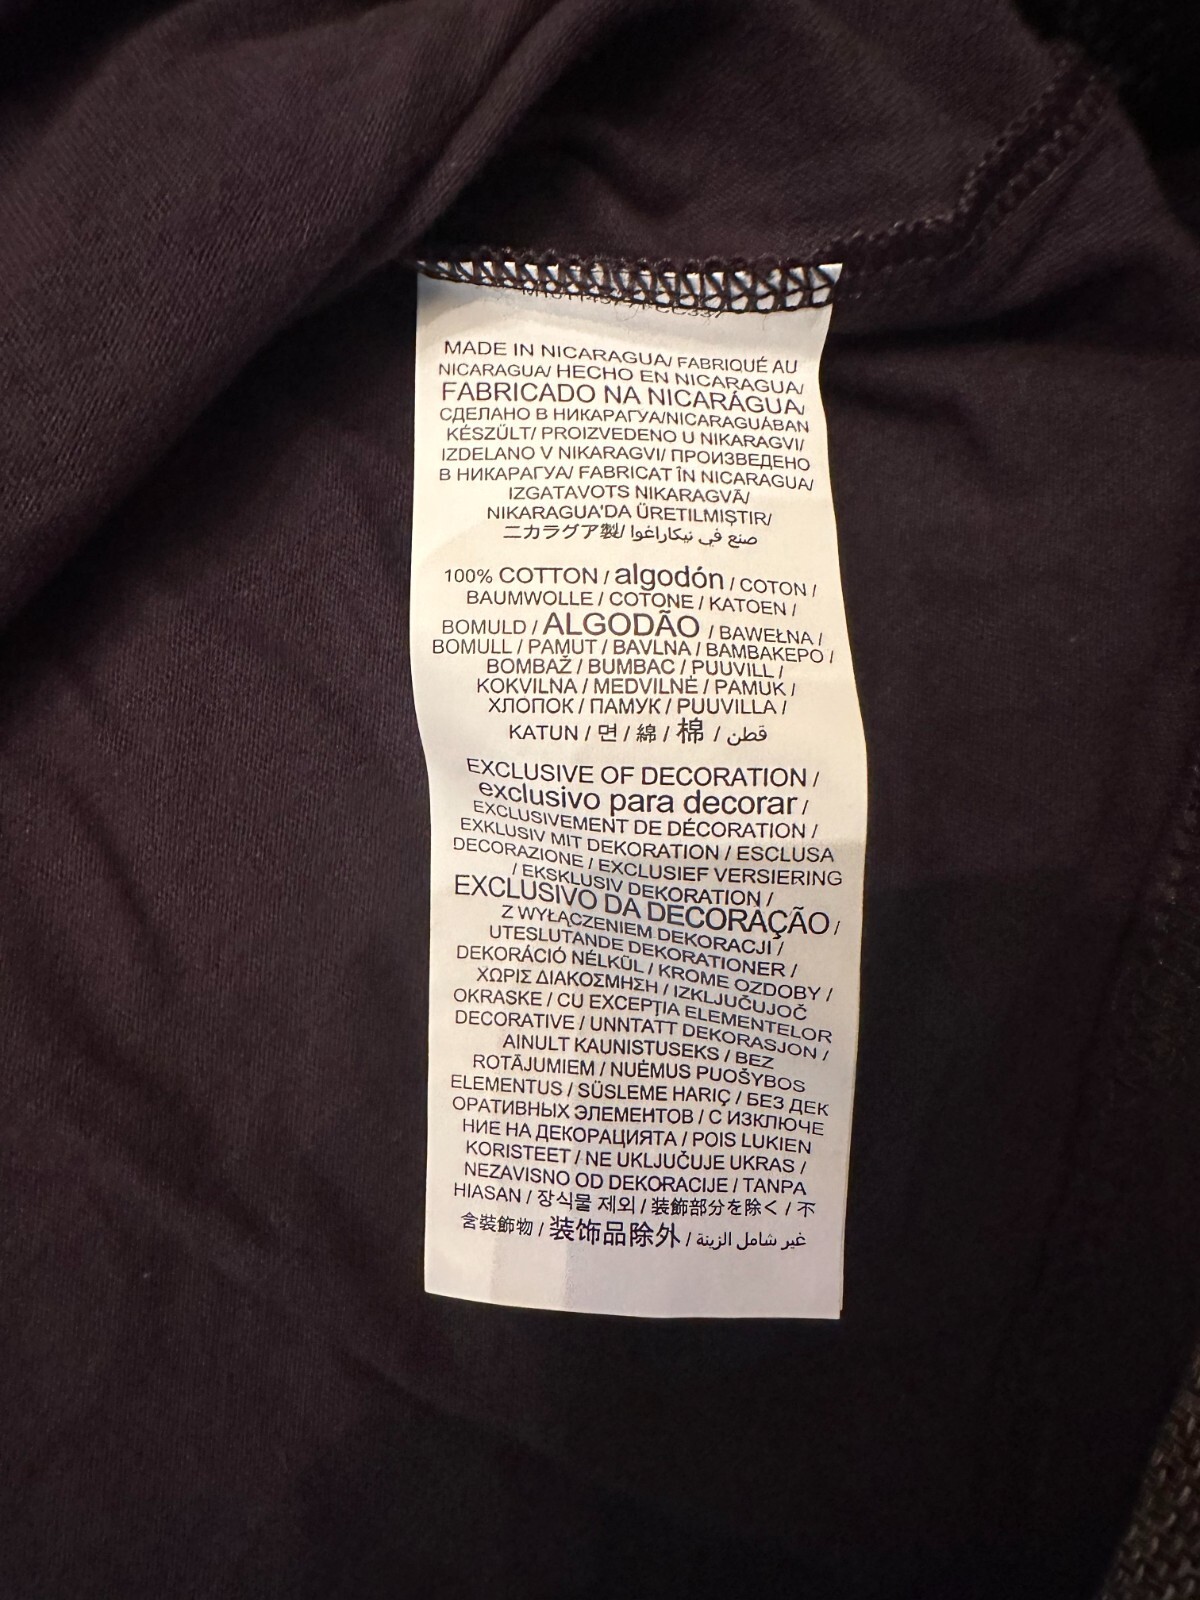 MADE IN NICARAGUA/ FABRIQUÉ AU
NICARAGUA/ HECHO EN NICARAGUA/
FABRICADO NA NICARÁGUA/
СДЕЛАНО В НИКАРАГУА/NICARAGUÁBAN
KÉSZÜLT/ PROIZVEDENO U NIKARAGVI/
IZDELANO V NIKARAGVI/ ПРОИЗВЕДЕНО
В НИКАРАГУА/ FABRICAT ÎN NICARAGUA/
IZGATAVOTS NIKARAGVĀ/
NIKARAGUA'DA ÜRETILMIŞTIR/
ニカラグア製/ صنع في نيكاراغوا
100% COTTON / algodón / COTON /
BAUMWOLLE / COTONE / KATOEN /
BOMULD / ALGODÃO / BAWEŁNA /
BOMULL / PAMUT / BAVLNA / ΒΑΜΒΑΚΕΡΟ /
BOMBAŽ / BUMBAC / PUUVILL /
KOKVILNA / MEDVILNĖ / PAMUK /
ХЛОПОК / ПАМУК / PUUVILLA /
KATUN / 면 / 綿 / 棉 / قطن
EXCLUSIVE OF DECORATION /
exclusivo para decorar /
EXCLUSIVEMENT DE DÉCORATION /
EXKLUSIV MIT DEKORATION / ESCLUSA
DECORAZIONE / EXCLUSIEF VERSIERING
/ EKSKLUSIV DEKORATION /
EXCLUSIVO DA DECORAÇÃO /
Z WYŁĄCZENIEM DEKORACJI /
UTESLUTANDE DEKORATIONER /
DEKORÁCIÓ NÉLKÜL / KROME OZDOBY /
ΧΩΡΙΣ ΔΙΑΚΟΣΜΗΣΗ / IZKLJUČUJOČ
OKRASKE / CU EXCEPȚIA ELEMENTELOR
DECORATIVE / UNNTATT DEKORASJON /
AINULT KAUNISTUSEKS / BEZ
ROTĀJUMIEM / NUĖMUS PUOŠYBOS
ELEMENTUS / SÜSLEME HARIÇ / БЕЗ ДЕК
ОРАТИВНЫХ ЭЛЕМЕНТОВ / С ИЗКЛЮЧЕ
НИЕ НА ДЕКОРАЦИЯТА / POIS LUKIEN
KORISTEET / NE UKLJUČUJE UKRAS /
NEZAVISNO OD DEKORACIJE / TANPA
HIASAN / 장식물 제외 / 装飾部分を除く / 不
含裝飾物 / 装饰品除外 / غير شامل الزينة